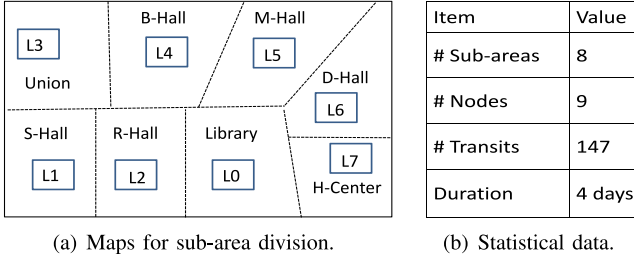 B-Hall M-Hall
L3 L4 L5
Union D-Hall
L6
S-Hall R-Hall Library
L1 L2 L0 L7
H-Center
(a) Maps for sub-area division.
Item Value
# Sub-areas 8
# Nodes 9
# Transits 147
Duration 4 days
(b) Statistical data.